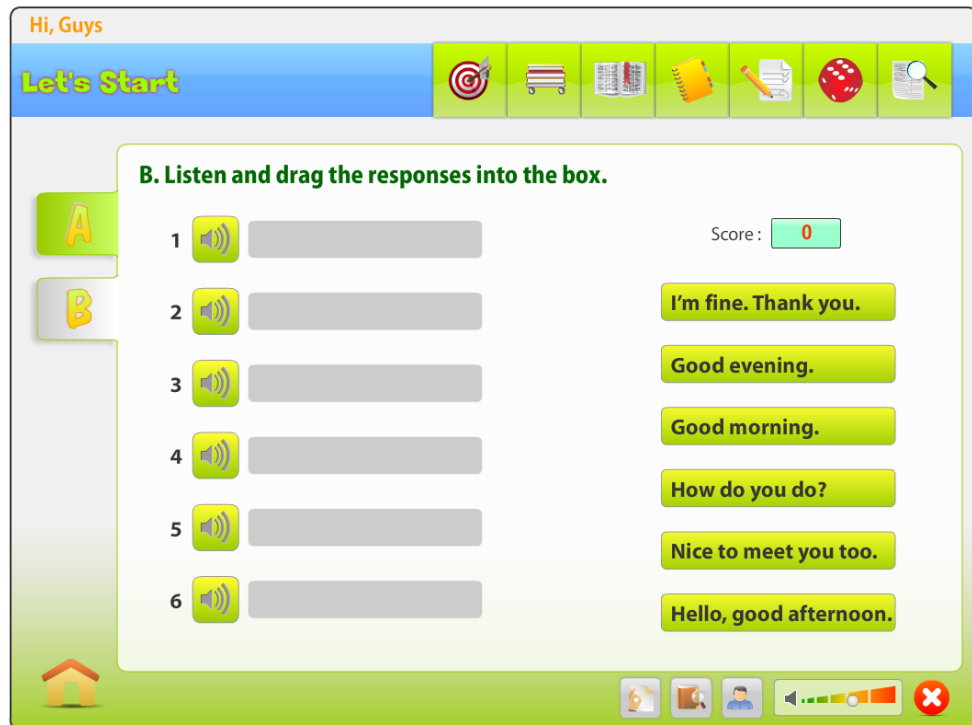 Hi, Guys
Let's Start
B. Listen and drag the responses into the box.
A
B
1
2
3
4
5
6
Score : 0
I'm fine. Thank you.
Good evening.
Good morning.
How do you do?
Nice to meet you too.
Hello, good afternoon.